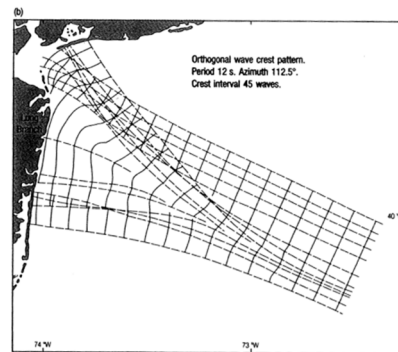 (b)
Orthogonal wave crest pattern.
Period 12 s. Azimuth 112.5°.
Crest interval 45 waves.
Long
Branch
40 °
74 °W
73 °W